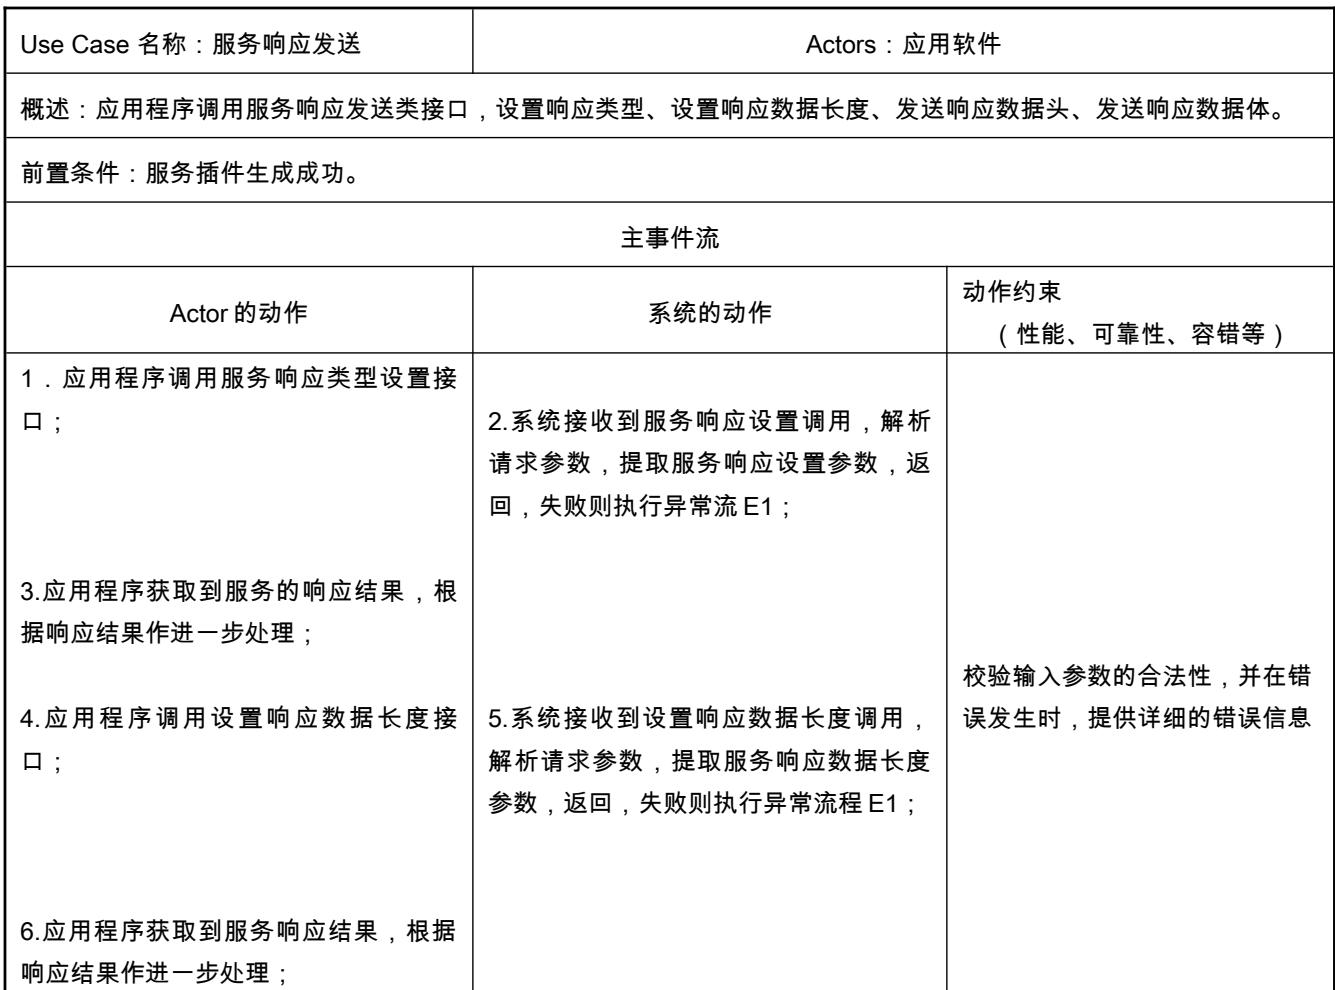 Use Case 名称：服务响应发送
Actors：应用软件
概述：应用程序调用服务响应发送类接口，设置响应类型、设置响应数据长度、发送响应数据头、发送响应数据体。
前置条件：服务插件生成成功。
主事件流
Actor 的动作
系统的动作
动作约束
（性能、可靠性、容错等）
1．应用程序调用服务响应类型设置接
口；
2.系统接收到服务响应设置调用，解析
请求参数，提取服务响应设置参数，返
回，失败则执行异常流 E1；
3.应用程序获取到服务的响应结果，根
据响应结果作进一步处理；
4.应用程序调用设置响应数据长度接
口；
5.系统接收到设置响应数据长度调用，
解析请求参数，提取服务响应数据长度
参数，返回，失败则执行异常流程 E1；
6.应用程序获取到服务响应结果，根据
响应结果作进一步处理；
校验输入参数的合法性，并在错
误发生时，提供详细的错误信息